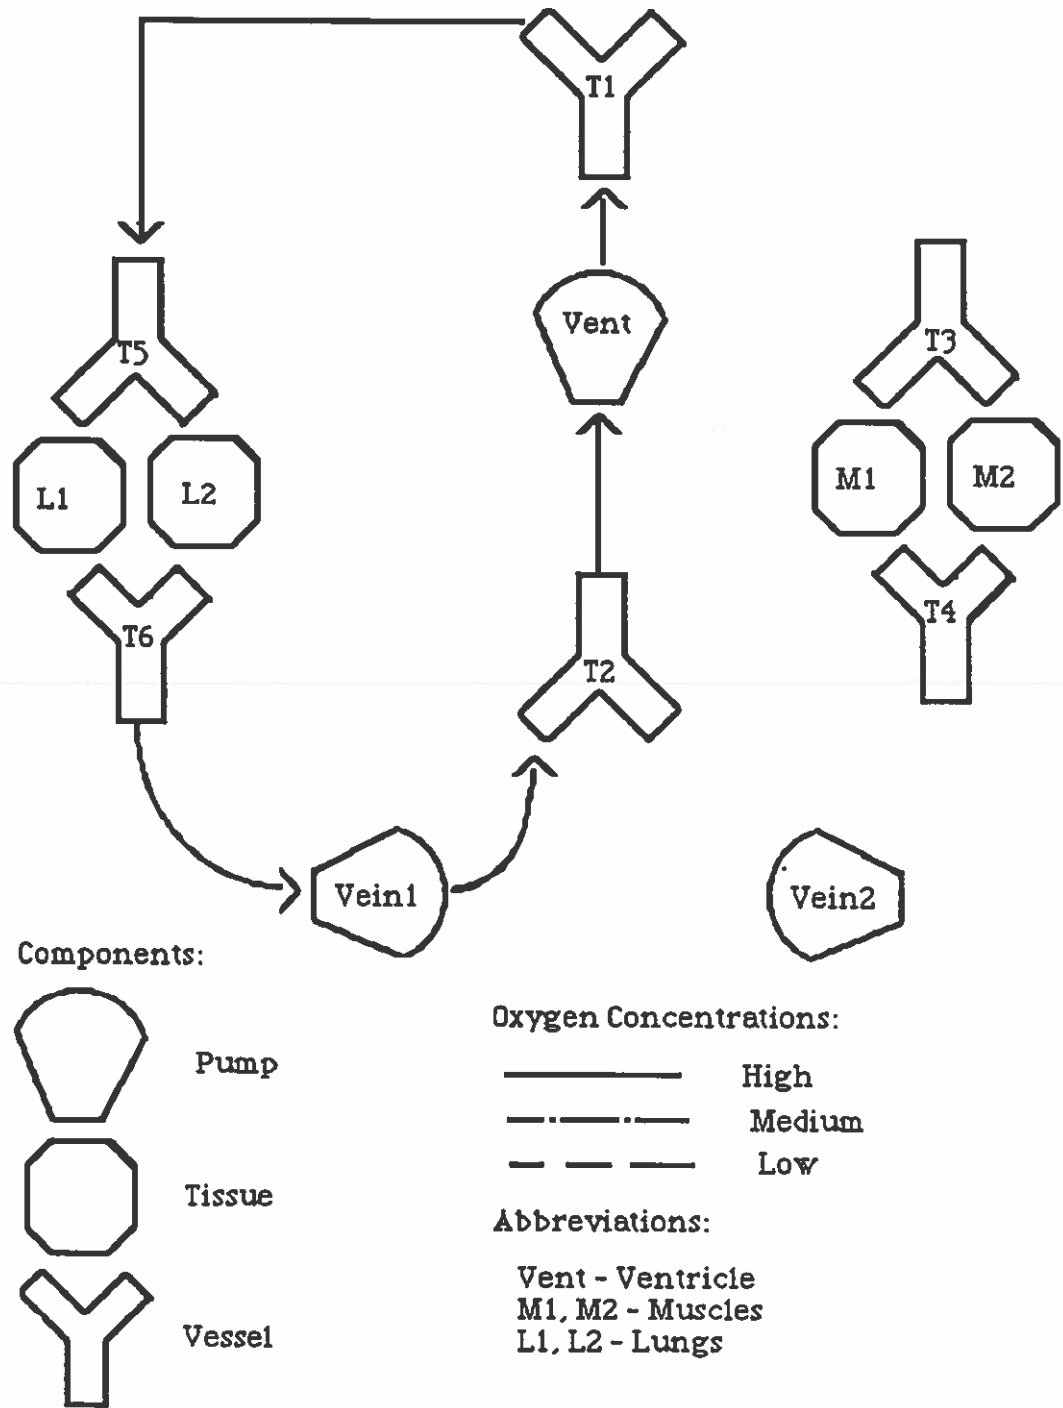 T1
Vent
T5
T3
L1
L2
M1
M2
T6
T4
T2
Vein1
Vein2
Components:
Pump
Tissue
Vessel
Oxygen Concentrations:
High
Medium
Low
Abbreviations:
Vent - Ventricle
M1, M2 - Muscles
L1, L2 - Lungs